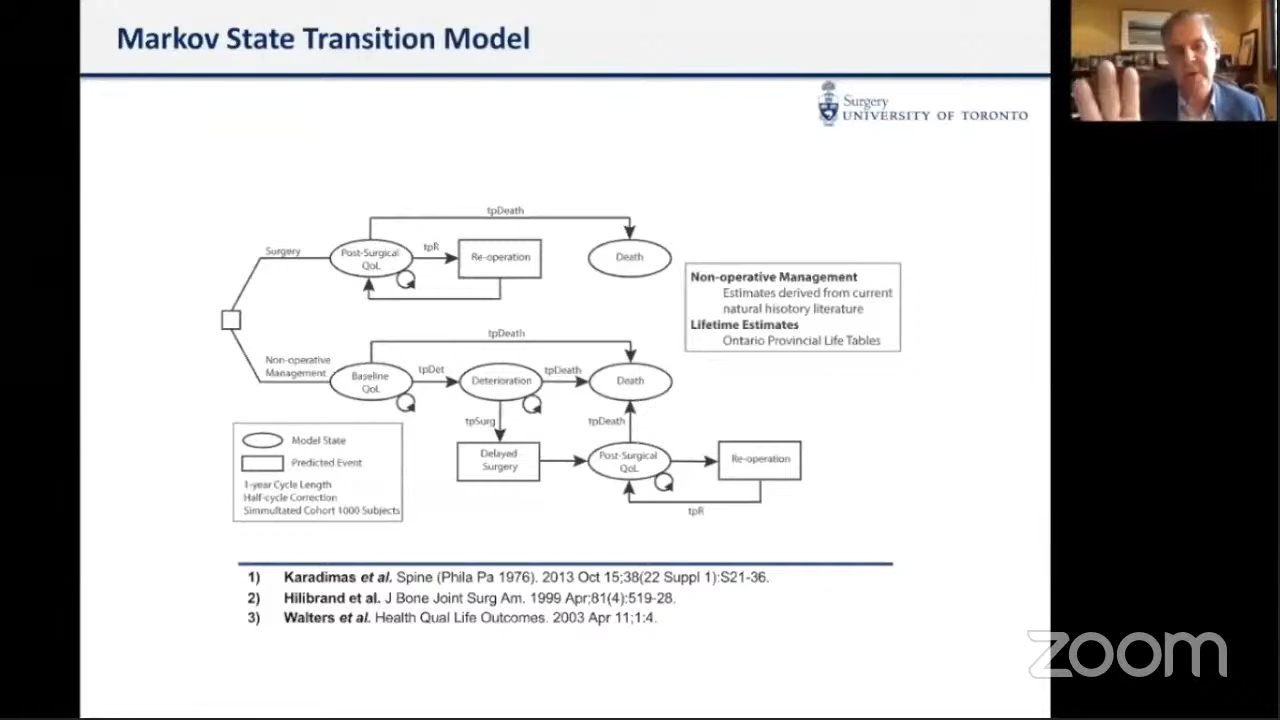 Markov State Transition Model
Surgery
UNIVERSITY OF TORONTO
tpDeath
Surgery
Post-Surgical
QoL
tpR
Re-operation
Death
Non-operative Management
Estimates derived from current
natural hisotory literature
Lifetime Estimates
Ontario Provincial Life Tables
tpDeath
Non-operative
Management
Baseline
QoL
tpDet
Deterioration
tpDeath
Death
tpSurg
tpDeath
Delayed
Surgery
Post-Surgical
QoL
Re-operation
tpR
Model State
Predicted Event
1-year Cycle Length
Half-cycle Correction
Simmultated Cohort 1000 Subjects
1) Karadimas et al. Spine (Phila Pa 1976). 2013 Oct 15;38(22 Suppl 1):S21-36.
2) Hilibrand et al. J Bone Joint Surg Am. 1999 Apr;81(4):519-28.
3) Walters et al. Health Qual Life Outcomes. 2003 Apr 11;1:4.
zoom